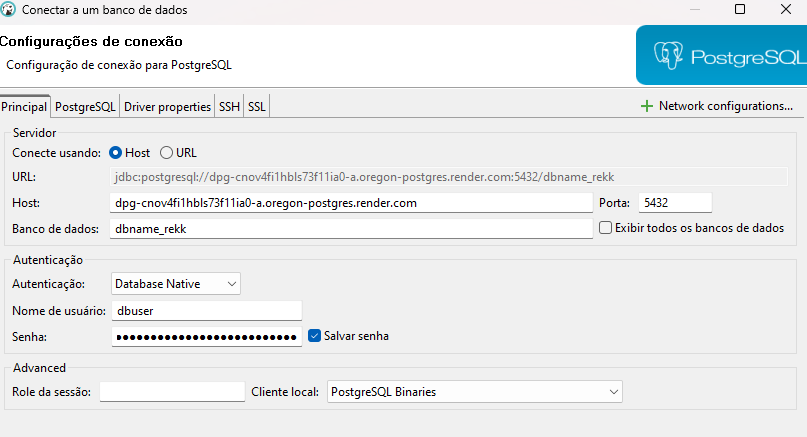 Conectar a um banco de dados
Configurações de conexão
Configuração de conexão para PostgreSQL
PostgreSQL
Principal PostgreSQL Driver properties SSH SSL Network configurations...
Servidor
Conecte usando: Host URL
URL: jdbc:postgresql://dpg-cnov4fi1hbls73f11ia0-a.oregon-postgres.render.com:5432/dbname_rekk
Host: dpg-cnov4fi1hbls73f11ia0-a.oregon-postgres.render.com Porta: 5432
Banco de dados: dbname_rekk Exibir todos os bancos de dados
Autenticação
Autenticação: Database Native
Nome de usuário: dbuser
Senha: ••••••••••••••••••••••••••• Salvar senha
Advanced
Role da sessão: Cliente local: PostgreSQL Binaries